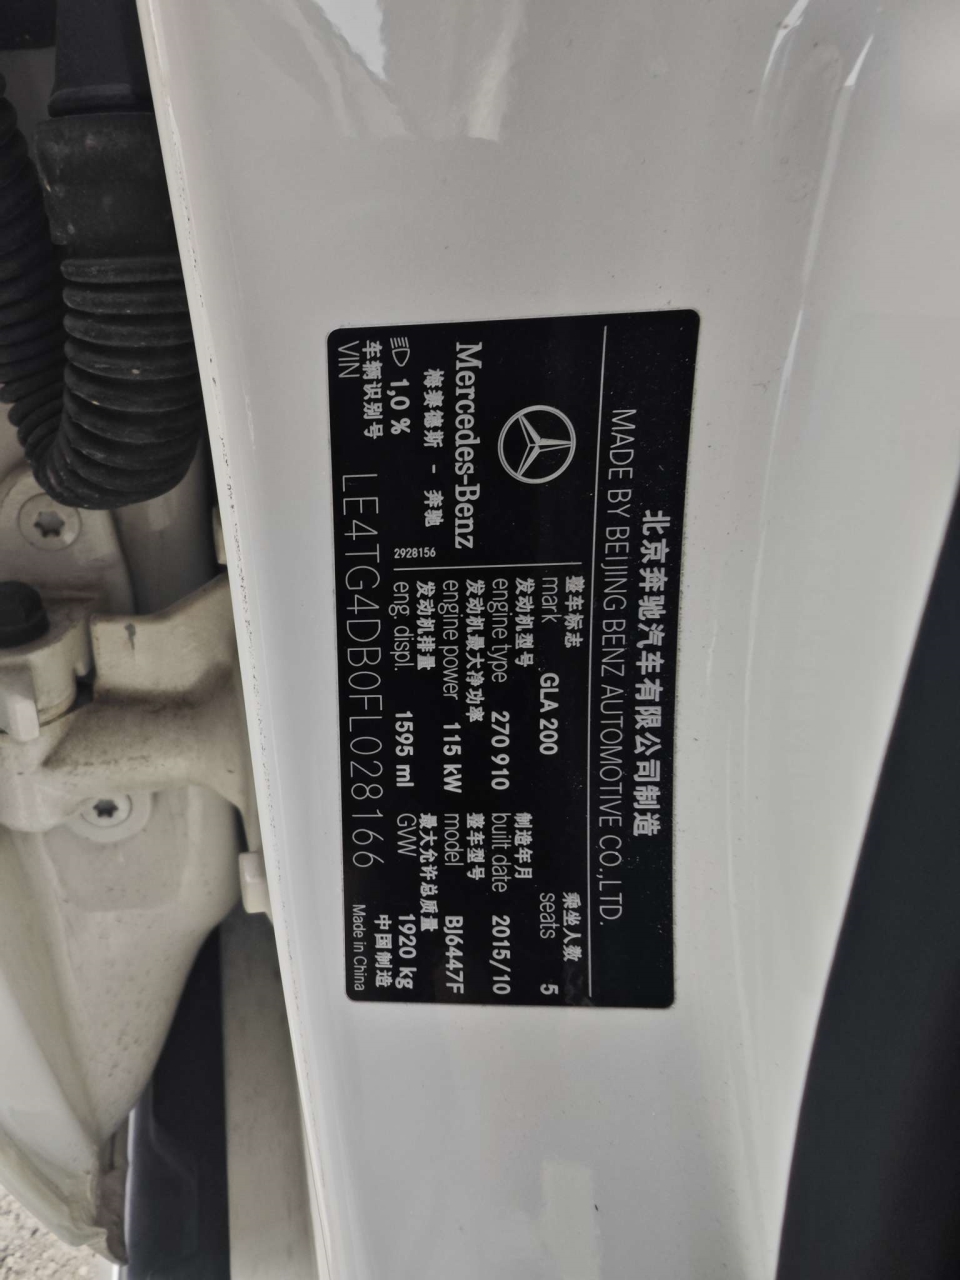 北京奔驰汽车有限公司制造
MADE BY BEIJING BENZ AUTOMOTIVE CO.,LTD.
Mercedes-Benz
梅赛德斯 - 奔驰
1,0 %
2928156
整车标志 乘坐人数
mark GLA 200 seats 5
发动机型号 制造年月
engine type 270 910 built date 2015/10
发动机最大净功率 整车型号
engine power 115 kW model BJ6447F
发动机排量 最大允许总质量
eng. displ. 1595 ml GVW 1920 kg
车辆识别号 中国制造
VIN LE4TG4DB0FL028166 Made in China